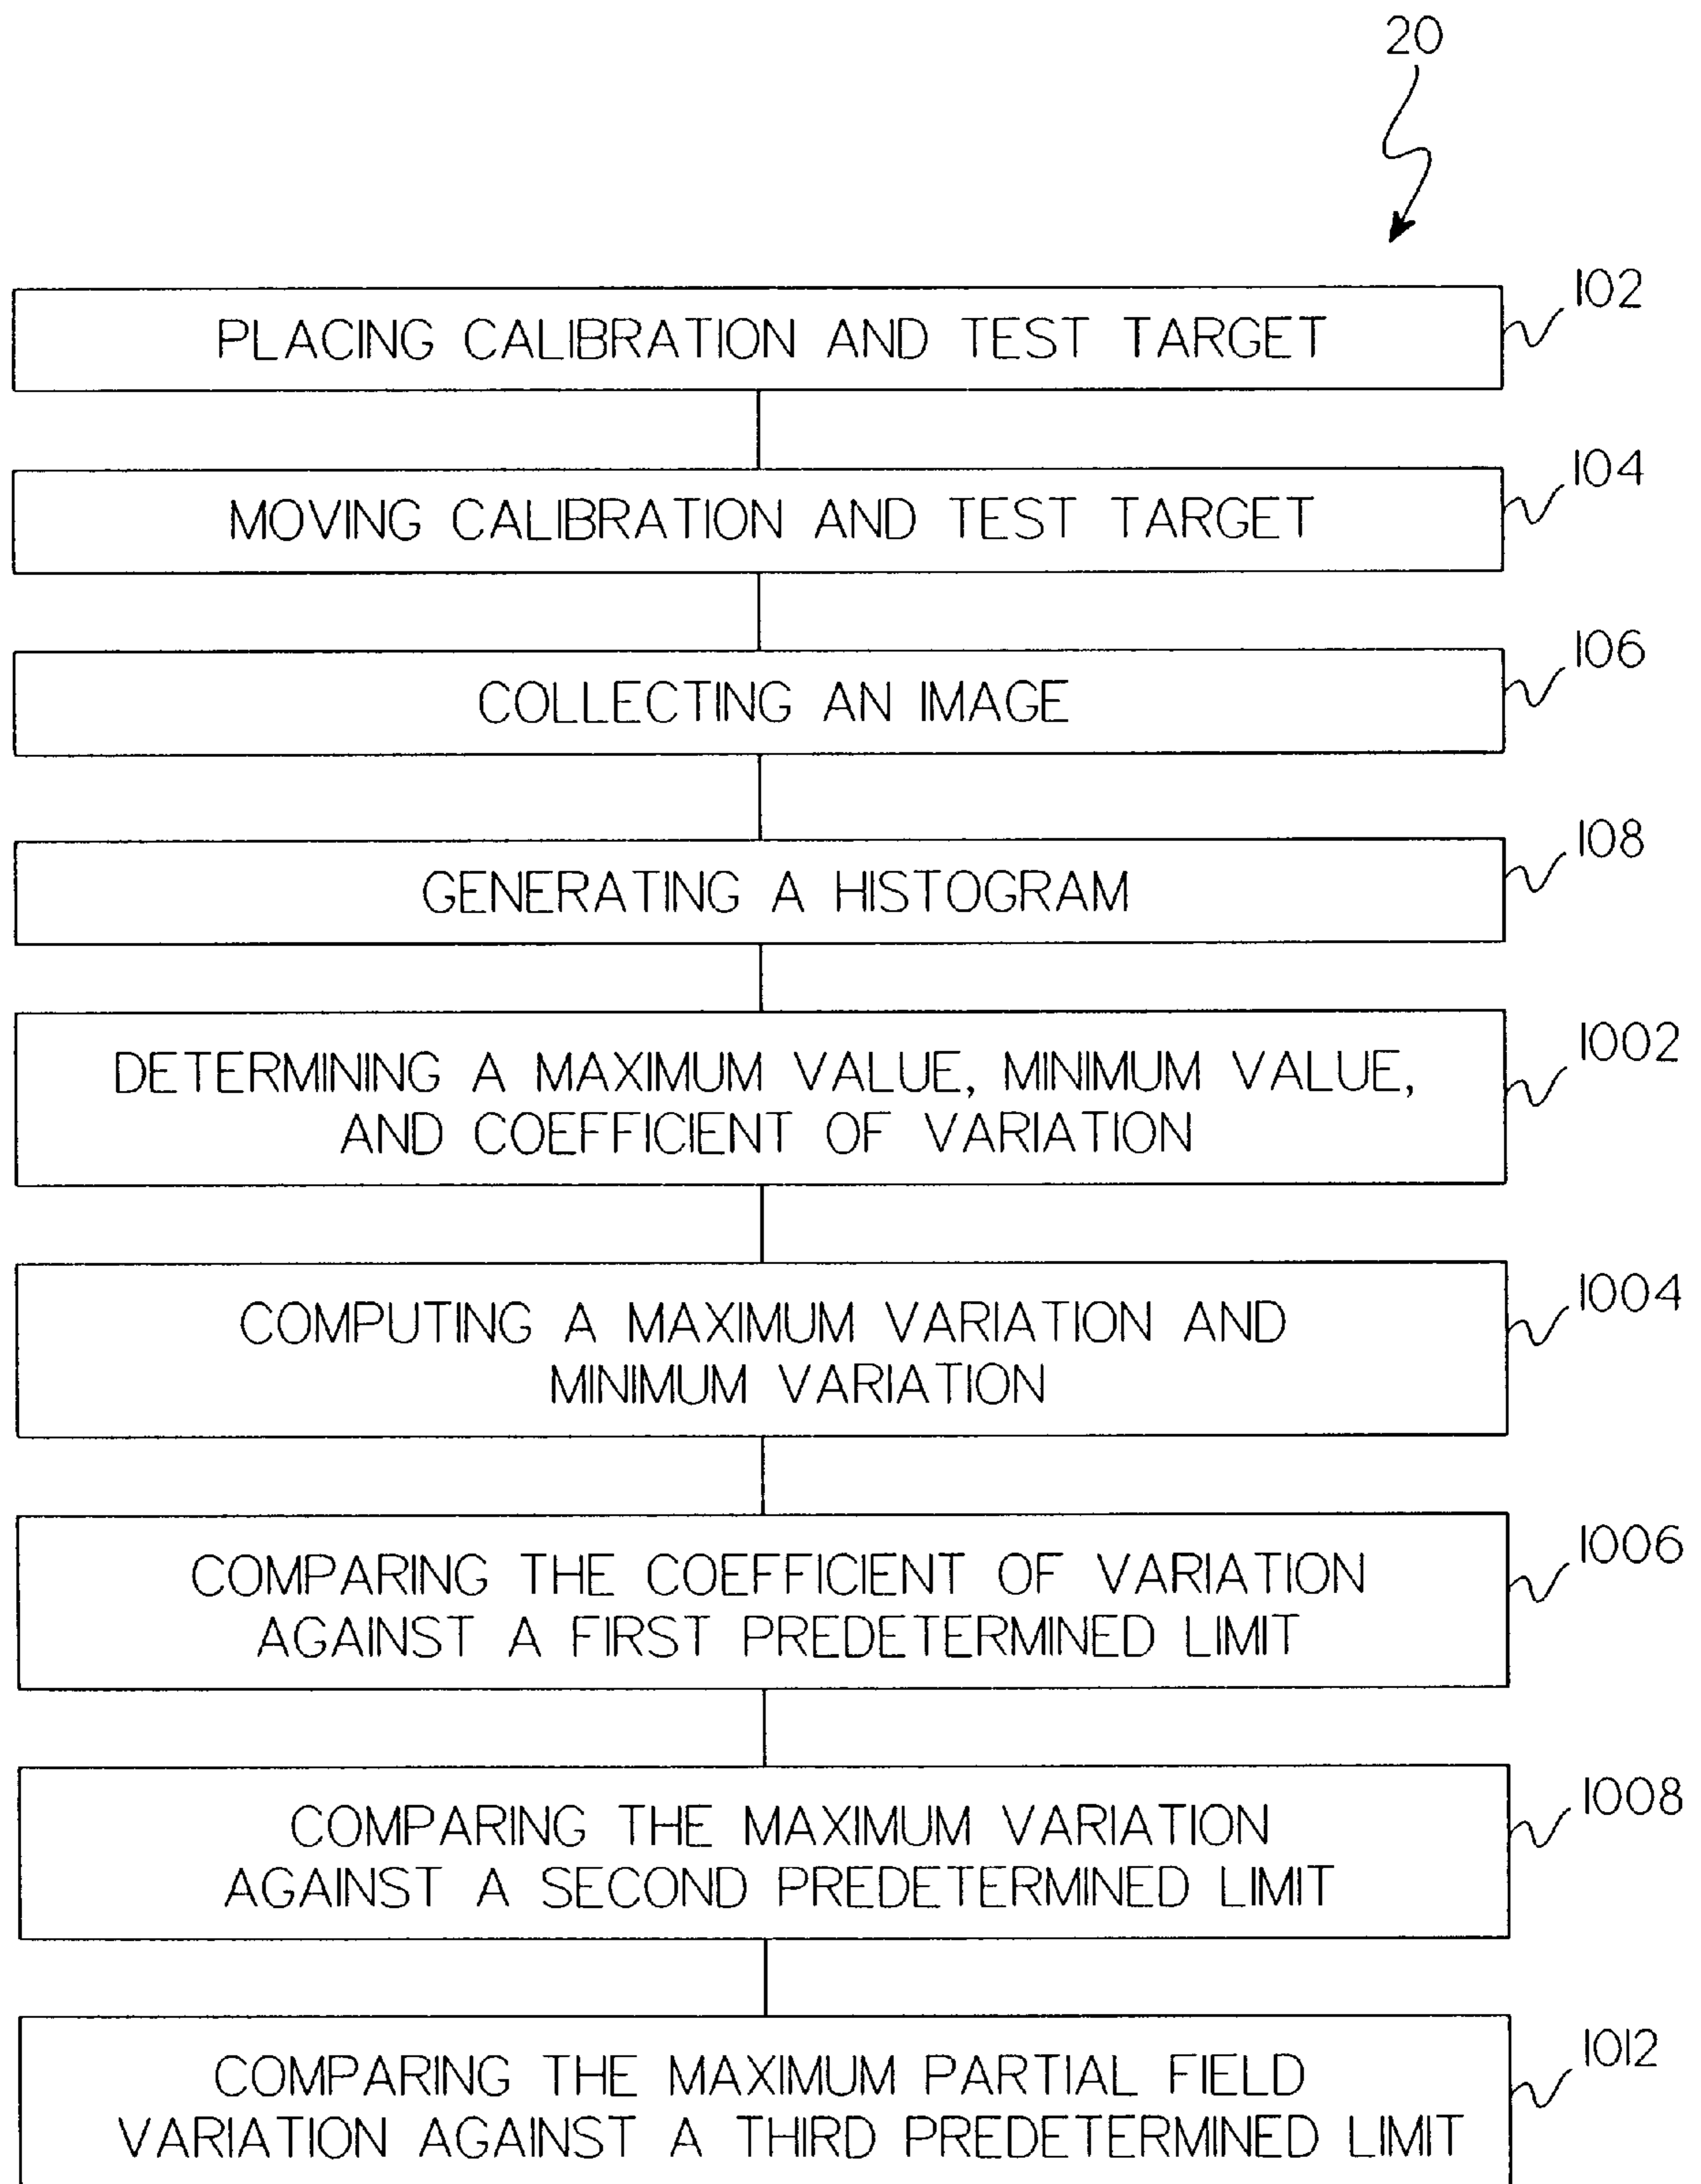 20
PLACING CALIBRATION AND TEST TARGET
102
MOVING CALIBRATION AND TEST TARGET
104
COLLECTING AN IMAGE
106
GENERATING A HISTOGRAM
108
DETERMINING A MAXIMUM VALUE, MINIMUM VALUE,
AND COEFFICIENT OF VARIATION
1002
COMPUTING A MAXIMUM VARIATION AND
MINIMUM VARIATION
1004
COMPARING THE COEFFICIENT OF VARIATION
AGAINST A FIRST PREDETERMINED LIMIT
1006
COMPARING THE MAXIMUM VARIATION
AGAINST A SECOND PREDETERMINED LIMIT
1008
COMPARING THE MAXIMUM PARTIAL FIELD
VARIATION AGAINST A THIRD PREDETERMINED LIMIT
1012